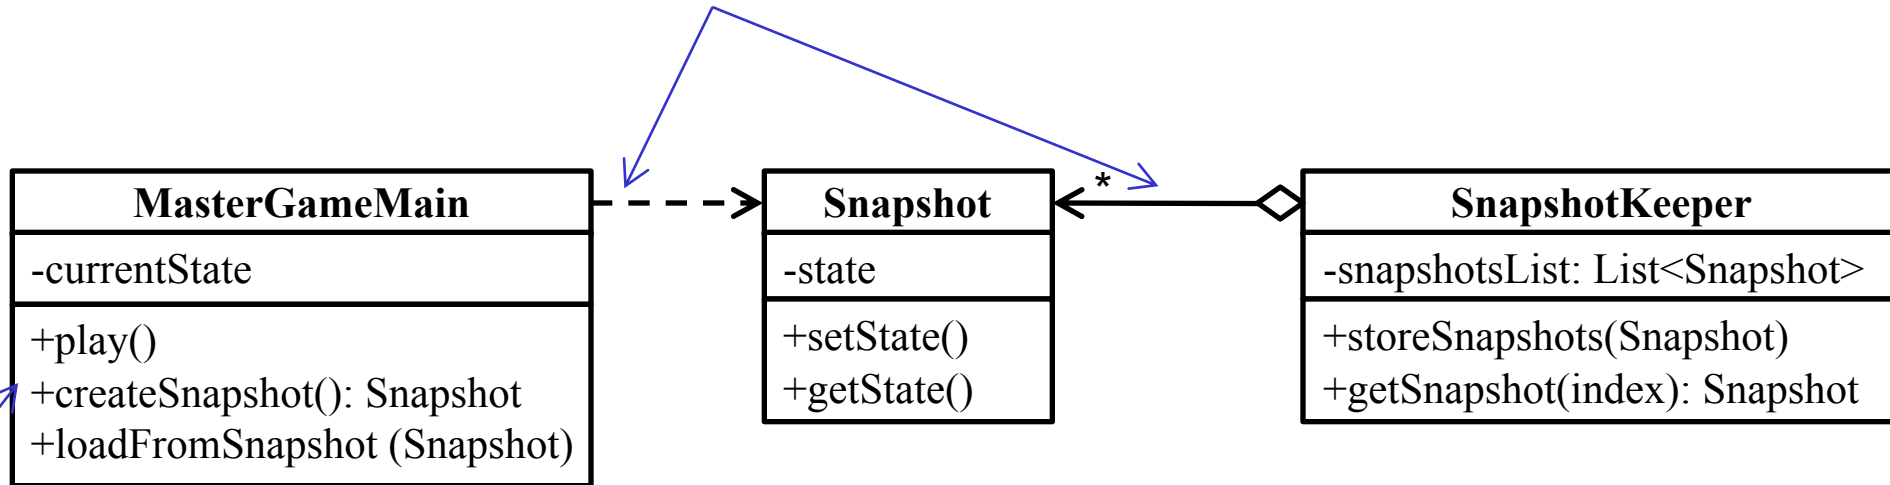 MasterGameMain
-currentState
+play()
+createSnapshot(): Snapshot
+loadFromSnapshot (Snapshot)
Snapshot
-state
+setState()
+getState()
*
SnapshotKeeper
-snapshotsList: List<Snapshot>
+storeSnapshots(Snapshot)
+getSnapshot(index): Snapshot